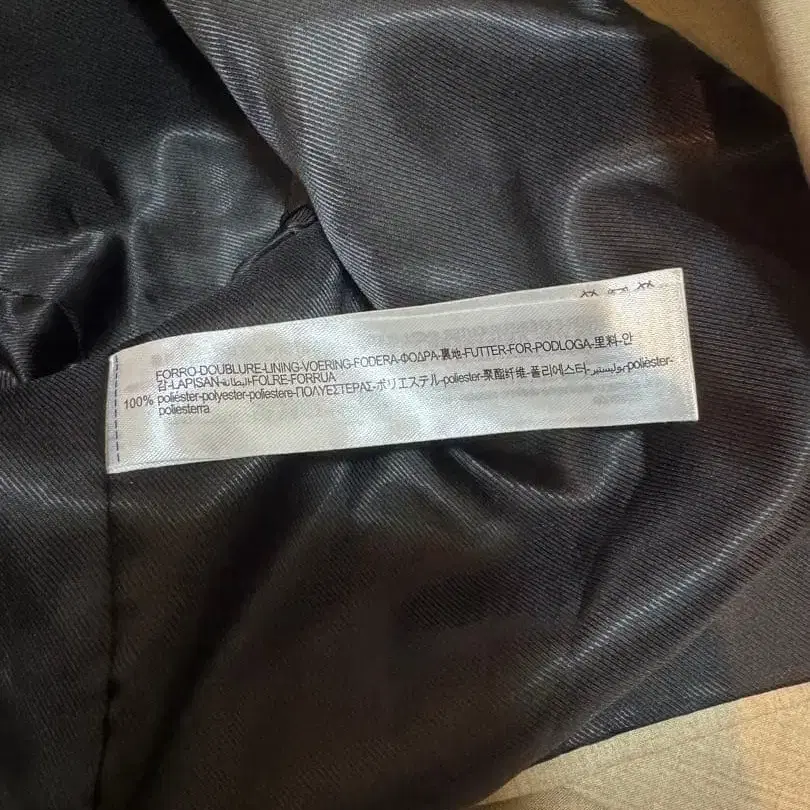 FORRO-DOUBLURE-LINING-VOERING-FODERA-ΦΟΔΡΑ-裏地-FUTTER-FOR-PODLOGA-里料-안
감-LAPISAN-البطانة-FOLRE-FORRUA
100% poliéster-polyester-poliestere-ΠΟΛΥΕΣΤΕΡΑΣ-ポリエステル-poliester-聚酯纤维-폴리에스터-بوليستير-poliéster-
poliesterra